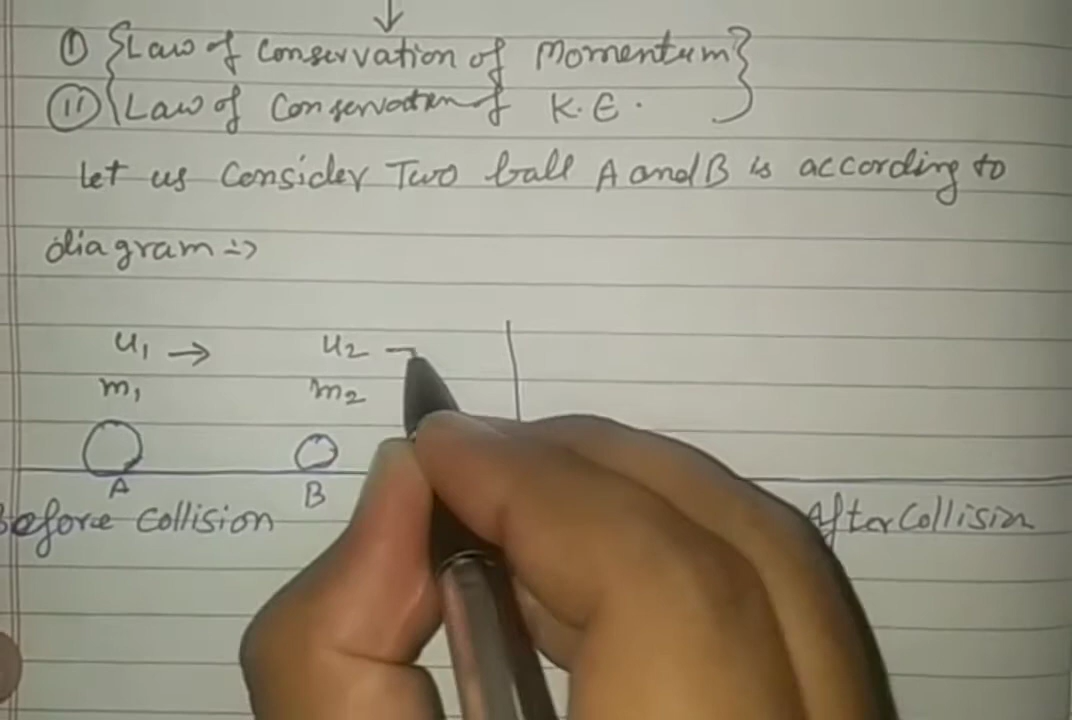 ① {Law of Conservation of Momentum}
② {Law of Conservation of K.E.
Let us Consider Two ball A and B is according to
diagram :->
u₁ → u₂ →
m₁ m₂
A B
Before Collision After Collision